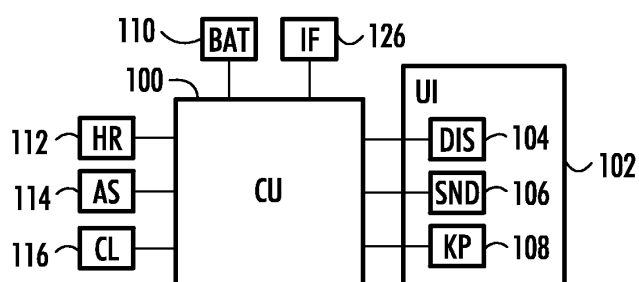 110 BAT IF 126
100
UI
112 HR DIS 104
102
114 AS CU SND 106
116 CL KP 108